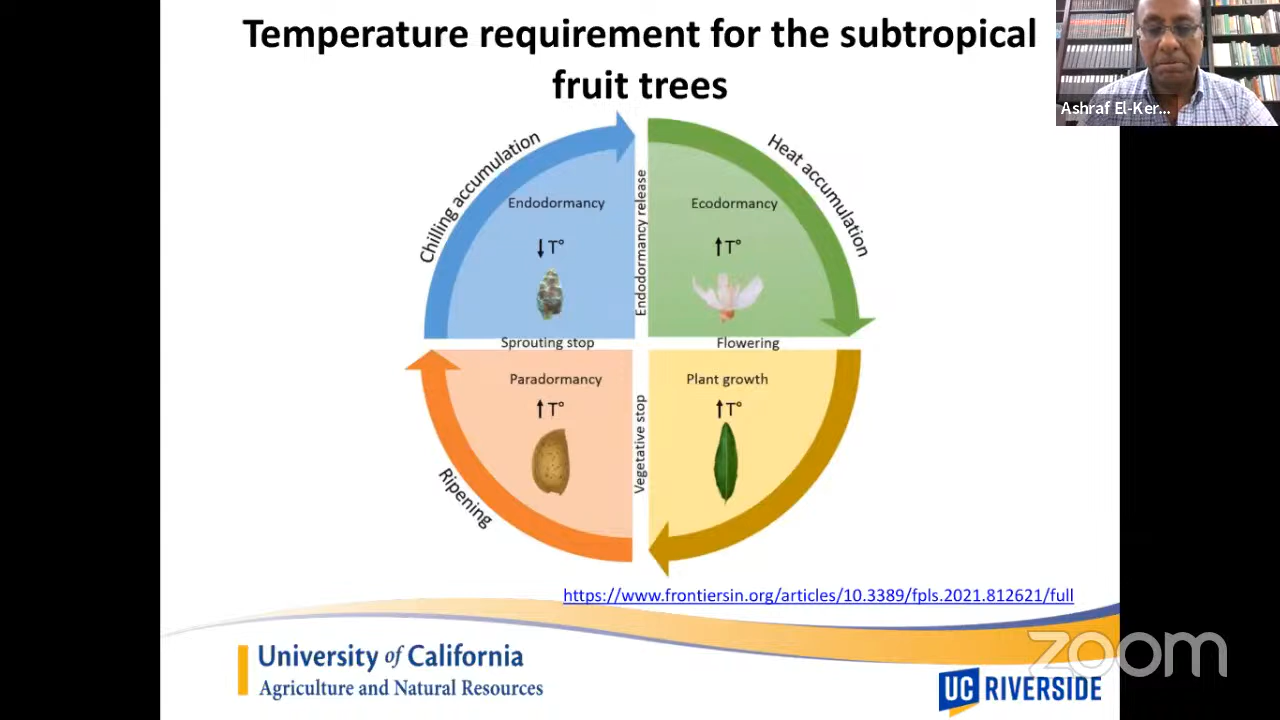 Temperature requirement for the subtropical
fruit trees
Ashraf El-Ker...
Chilling accumulation
Heat accumulation
Endodormancy
↓T°
Endodormancy release
Ecodormancy
↑T°
Sprouting stop
Flowering
Paradormancy
↑T°
Vegetative stop
Plant growth
↑T°
Ripening
https://www.frontiersin.org/articles/10.3389/fpls.2021.812621/full
University of California
Agriculture and Natural Resources
UC RIVERSIDE
zoom